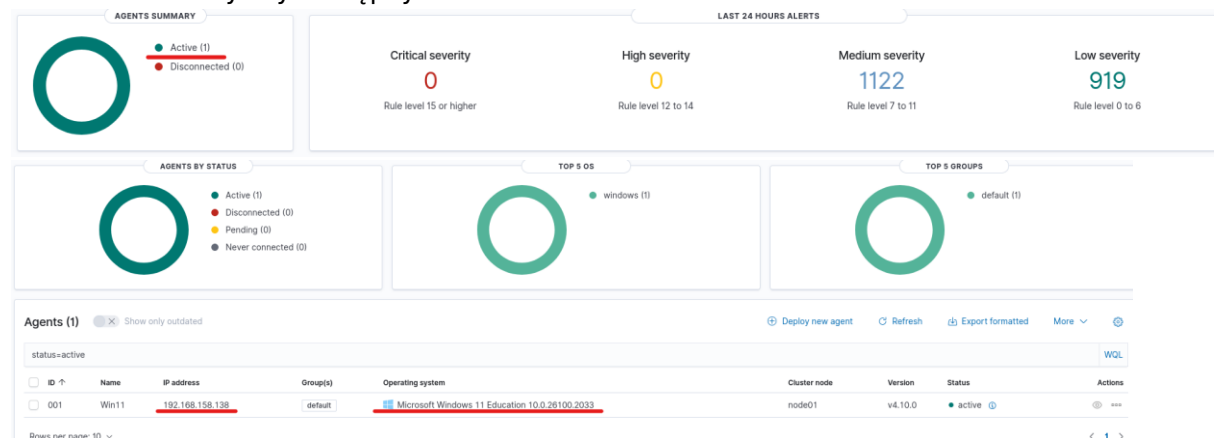 AGENTS SUMMARY
Active (1)
Disconnected (0)
LAST 24 HOURS ALERTS
Critical severity
0
Rule level 15 or higher
High severity
0
Rule level 12 to 14
Medium severity
1122
Rule level 7 to 11
Low severity
919
Rule level 0 to 6
AGENTS BY STATUS
Active (1)
Disconnected (0)
Pending (0)
Never connected (0)
TOP 5 OS
windows (1)
TOP 5 GROUPS
default (1)
Agents (1) Show only outdated Deploy new agent Refresh Export formatted More
status=active WQL
ID ↑ Name IP address Group(s) Operating system Cluster node Version Status Actions
001 Win11 192.168.158.138 default Microsoft Windows 11 Education 10.0.26100.2033 node01 v4.10.0 active
Rows per page: 10 < 1 >